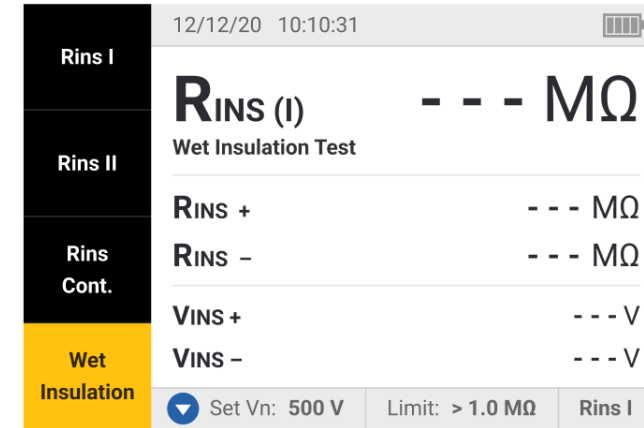 12/12/20 10:10:31
Rins I
Rins II
Rins
Cont.
Wet
Insulation
RINS (I) - - - MΩ
Wet Insulation Test
RINS + - - - MΩ
RINS – - - - MΩ
VINS + - - - V
VINS – - - - V
Set Vn: 500 V Limit: > 1.0 MΩ Rins I